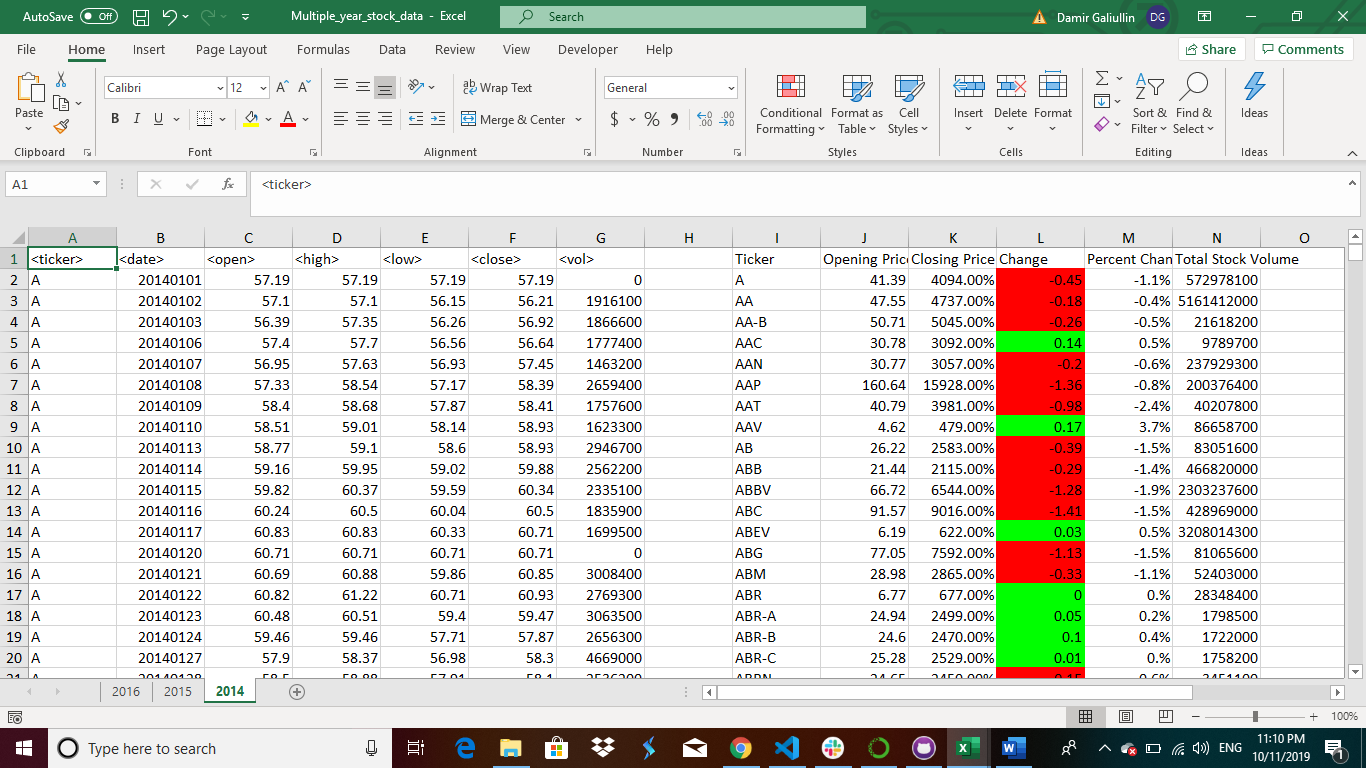 AutoSave Off Multiple_year_stock_data - Excel Search Damir Galiullin DG
File Home Insert Page Layout Formulas Data Review View Developer Help Share Comments
Calibri 12 A A ab Wrap Text General
Paste B I U A Merge & Center $ % Conditional Formatting Format as Table Cell Styles Insert Delete Format Sort & Filter Find & Select Ideas
Clipboard Font Alignment Number Styles Cells Editing Ideas
A1 fx <ticker>
A B C D E F G H I J K L M N O
1 <ticker> <date> <open> <high> <low> <close> <vol> Ticker Opening Pric Closing Price Change Percent Chan Total Stock Volume
2 A 20140101 57.19 57.19 57.19 57.19 0 A 41.39 4094.00% -0.45 -1.1% 572978100
3 A 20140102 57.1 57.1 56.15 56.21 1916100 AA 47.55 4737.00% -0.18 -0.4% 5161412000
4 A 20140103 56.39 57.35 56.26 56.92 1866600 AA-B 50.71 5045.00% -0.26 -0.5% 21618200
5 A 20140106 57.4 57.7 56.56 56.64 1777400 AAC 30.78 3092.00% 0.14 0.5% 9789700
6 A 20140107 56.95 57.63 56.93 57.45 1463200 AAN 30.77 3057.00% -0.2 -0.6% 237929300
7 A 20140108 57.33 58.54 57.17 58.39 2659400 AAP 160.64 15928.00% -1.36 -0.8% 200376400
8 A 20140109 58.4 58.68 57.87 58.41 1757600 AAT 40.79 3981.00% -0.98 -2.4% 40207800
9 A 20140110 58.51 59.01 58.14 58.93 1623300 AAV 4.62 479.00% 0.17 3.7% 86658700
10 A 20140113 58.77 59.1 58.6 58.93 2946700 AB 26.22 2583.00% -0.39 -1.5% 83051600
11 A 20140114 59.16 59.95 59.02 59.88 2562200 ABB 21.44 2115.00% -0.29 -1.4% 466820000
12 A 20140115 59.82 60.37 59.59 60.34 2335100 ABBV 66.72 6544.00% -1.28 -1.9% 2303237600
13 A 20140116 60.24 60.5 60.04 60.5 1835900 ABC 91.57 9016.00% -1.41 -1.5% 428969000
14 A 20140117 60.83 60.83 60.33 60.71 1699500 ABEV 6.19 622.00% 0.03 0.5% 3208014300
15 A 20140120 60.71 60.71 60.71 60.71 0 ABG 77.05 7592.00% -1.13 -1.5% 81065600
16 A 20140121 60.69 60.88 59.86 60.85 3008400 ABM 28.98 2865.00% -0.33 -1.1% 52403000
17 A 20140122 60.82 61.22 60.71 60.93 2769300 ABR 6.77 677.00% 0 0.% 28348400
18 A 20140123 60.48 60.51 59.4 59.47 3063500 ABR-A 24.94 2499.00% 0.05 0.2% 1798500
19 A 20140124 59.46 59.46 57.71 57.87 2656300 ABR-B 24.6 2470.00% 0.1 0.4% 1722000
20 A 20140127 57.9 58.37 56.98 58.3 4669000 ABR-C 25.28 2529.00% 0.01 0.% 1758200
2016 2015 2014
100%
Type here to search ENG 11:10 PM
10/11/2019 1